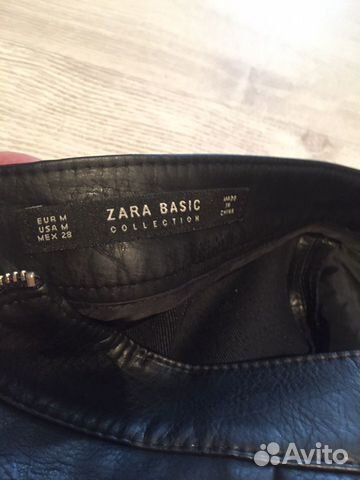 EUR M
USA M
MEX 28
ZARA BASIC
COLLECTION
MADE
IN
CHINA
Avito